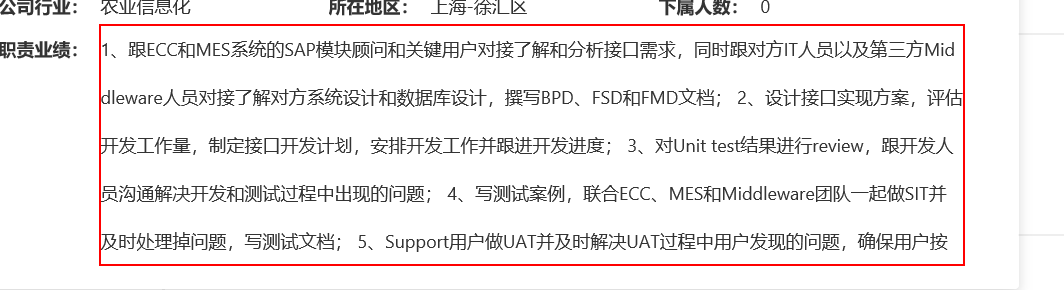 公司行业： 农业信息化 所在地区： 上海-徐汇区 下属人数： 0
职责业绩： 1、跟ECC和MES系统的SAP模块顾问和关键用户对接了解和分析接口需求，同时跟对方IT人员以及第三方Mid
dleware人员对接了解对方系统设计和数据库设计，撰写BPD、FSD和FMD文档； 2、设计接口实现方案，评估
开发工作量，制定接口开发计划，安排开发工作并跟进开发进度； 3、对Unit test结果进行review，跟开发人
员沟通解决开发和测试过程中出现的问题； 4、写测试案例，联合ECC、MES和Middleware团队一起做SIT并
及时处理掉问题，写测试文档； 5、Support用户做UAT并及时解决UAT过程中用户发现的问题，确保用户按